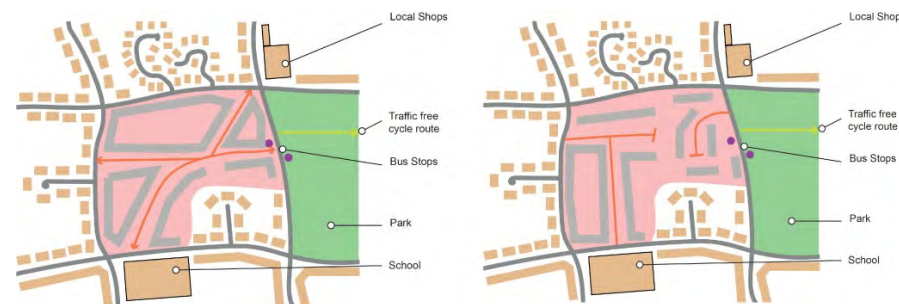 Local Shops
Traffic free
cycle route
Bus Stops
Park
School
Local Shops
Traffic free
cycle route
Bus Stops
Park
School